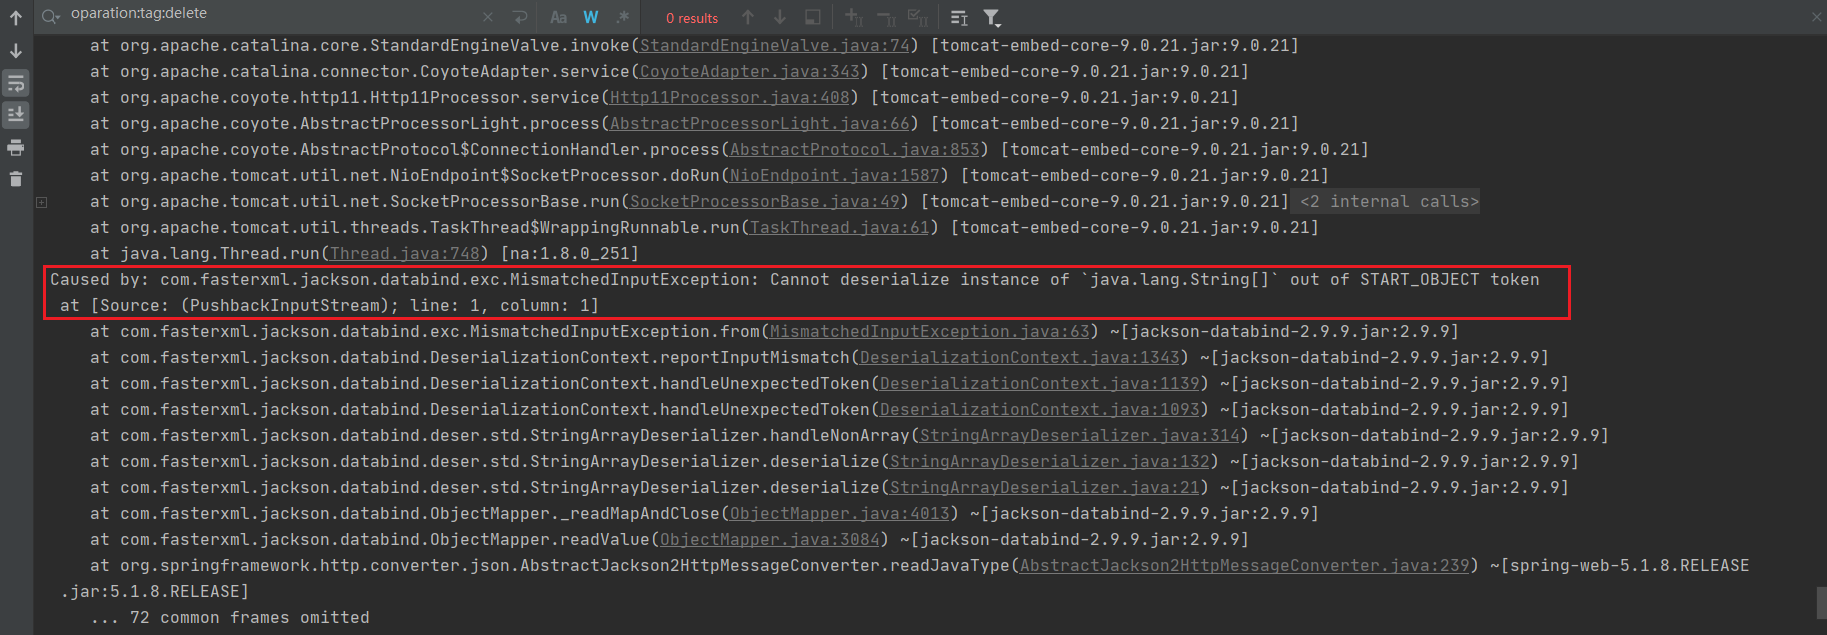 oparation:tag:delete
Aa W .* 0 results
at org.apache.catalina.core.StandardEngineValve.invoke(StandardEngineValve.java:74) [tomcat-embed-core-9.0.21.jar:9.0.21]
at org.apache.catalina.connector.CoyoteAdapter.service(CoyoteAdapter.java:343) [tomcat-embed-core-9.0.21.jar:9.0.21]
at org.apache.coyote.http11.Http11Processor.service(Http11Processor.java:408) [tomcat-embed-core-9.0.21.jar:9.0.21]
at org.apache.coyote.AbstractProcessorLight.process(AbstractProcessorLight.java:66) [tomcat-embed-core-9.0.21.jar:9.0.21]
at org.apache.coyote.AbstractProtocol$ConnectionHandler.process(AbstractProtocol.java:853) [tomcat-embed-core-9.0.21.jar:9.0.21]
at org.apache.tomcat.util.net.NioEndpoint$SocketProcessor.doRun(NioEndpoint.java:1587) [tomcat-embed-core-9.0.21.jar:9.0.21]
at org.apache.tomcat.util.net.SocketProcessorBase.run(SocketProcessorBase.java:49) [tomcat-embed-core-9.0.21.jar:9.0.21] <2 internal calls>
at org.apache.tomcat.util.threads.TaskThread$WrappingRunnable.run(TaskThread.java:61) [tomcat-embed-core-9.0.21.jar:9.0.21]
at java.lang.Thread.run(Thread.java:748) [na:1.8.0_251]
Caused by: com.fasterxml.jackson.databind.exc.MismatchedInputException: Cannot deserialize instance of `java.lang.String[]` out of START_OBJECT token
at [Source: (PushbackInputStream); line: 1, column: 1]
at com.fasterxml.jackson.databind.exc.MismatchedInputException.from(MismatchedInputException.java:63) ~[jackson-databind-2.9.9.jar:2.9.9]
at com.fasterxml.jackson.databind.DeserializationContext.reportInputMismatch(DeserializationContext.java:1343) ~[jackson-databind-2.9.9.jar:2.9.9]
at com.fasterxml.jackson.databind.DeserializationContext.handleUnexpectedToken(DeserializationContext.java:1139) ~[jackson-databind-2.9.9.jar:2.9.9]
at com.fasterxml.jackson.databind.DeserializationContext.handleUnexpectedToken(DeserializationContext.java:1093) ~[jackson-databind-2.9.9.jar:2.9.9]
at com.fasterxml.jackson.databind.deser.std.StringArrayDeserializer.handleNonArray(StringArrayDeserializer.java:314) ~[jackson-databind-2.9.9.jar:2.9.9]
at com.fasterxml.jackson.databind.deser.std.StringArrayDeserializer.deserialize(StringArrayDeserializer.java:132) ~[jackson-databind-2.9.9.jar:2.9.9]
at com.fasterxml.jackson.databind.deser.std.StringArrayDeserializer.deserialize(StringArrayDeserializer.java:21) ~[jackson-databind-2.9.9.jar:2.9.9]
at com.fasterxml.jackson.databind.ObjectMapper._readMapAndClose(ObjectMapper.java:4013) ~[jackson-databind-2.9.9.jar:2.9.9]
at com.fasterxml.jackson.databind.ObjectMapper.readValue(ObjectMapper.java:3084) ~[jackson-databind-2.9.9.jar:2.9.9]
at org.springframework.http.converter.json.AbstractJackson2HttpMessageConverter.readJavaType(AbstractJackson2HttpMessageConverter.java:239) ~[spring-web-5.1.8.RELEASE
.jar:5.1.8.RELEASE]
... 72 common frames omitted